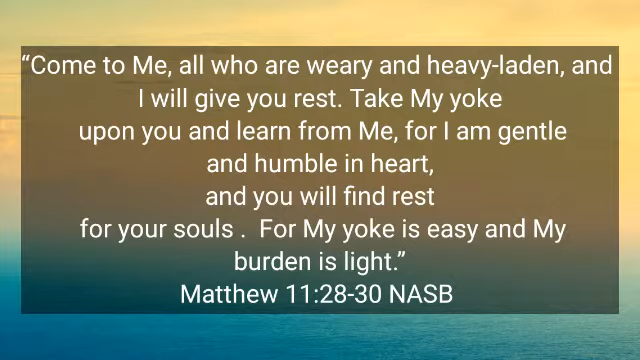 “Come to Me, all who are weary and heavy-laden, and
I will give you rest. Take My yoke
upon you and learn from Me, for I am gentle
and humble in heart,
and you will find rest
for your souls .  For My yoke is easy and My
burden is light.”
Matthew 11:28-30 NASB